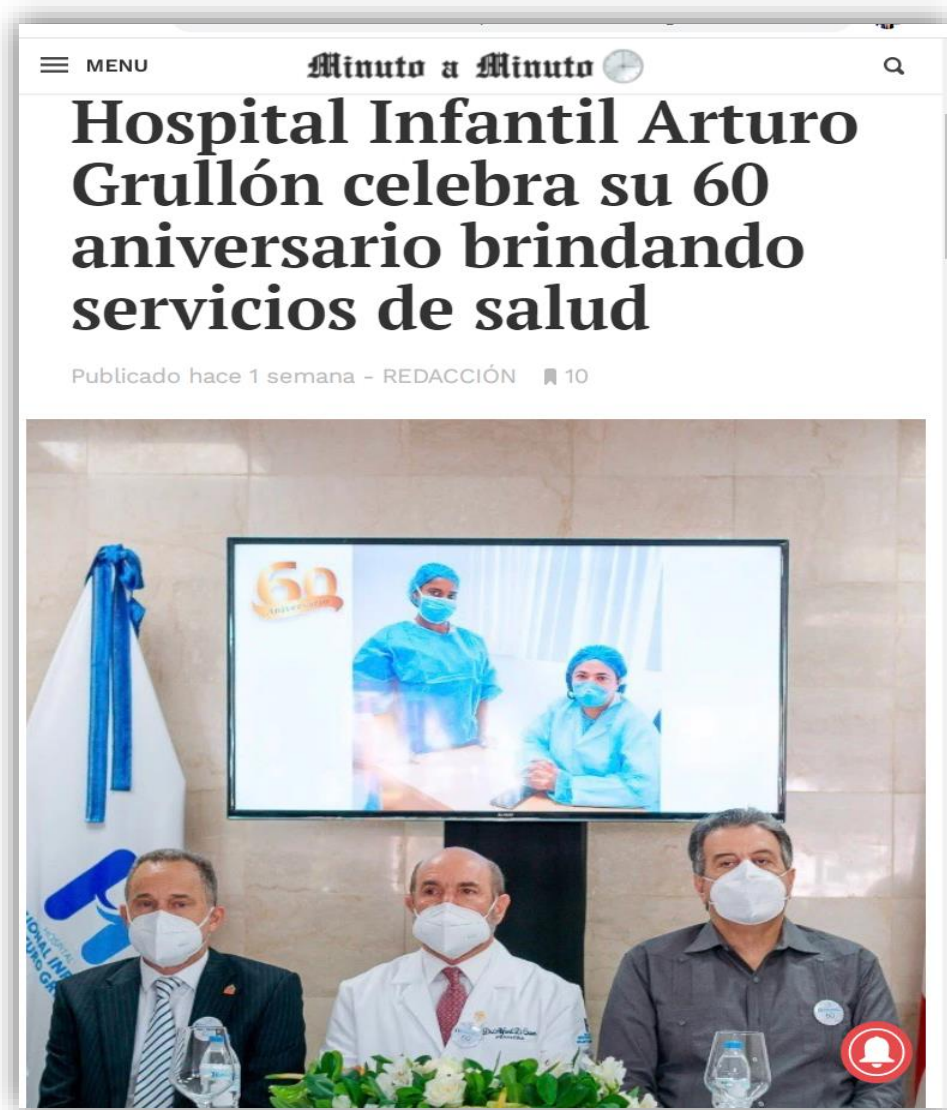 MENU
Minuto a Minuto
Hospital Infantil Arturo
Grullón celebra su 60
aniversario brindando
servicios de salud
Publicado hace 1 semana - REDACCIÓN 10
60
HOSPITAL